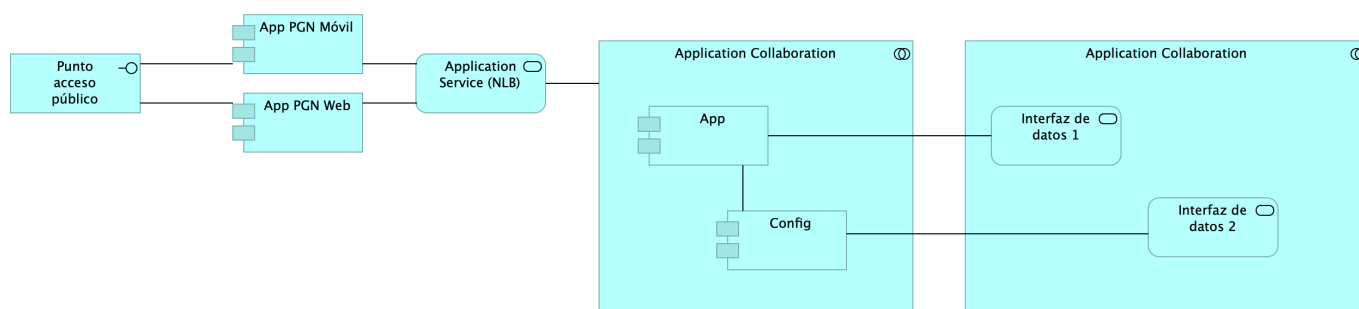 Punto
acceso
público
App PGN Móvil
App PGN Web
Application
Service (NLB)
Application Collaboration
App
Config
Application Collaboration
Interfaz de
datos 1
Interfaz de
datos 2